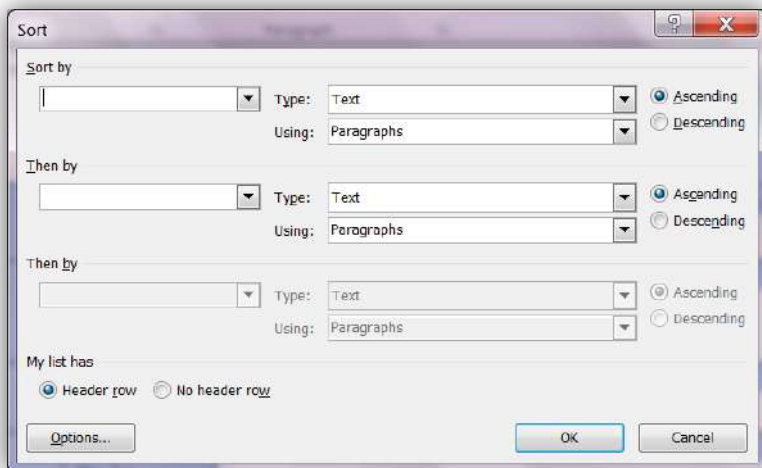 Sort
Sort by
Type: Text Ascending
Using: Paragraphs Descending
Then by
Type: Text Ascending
Using: Paragraphs Descending
Then by
Type: Text Ascending
Using: Paragraphs Descending
My list has
Header row No header row
Options... OK Cancel